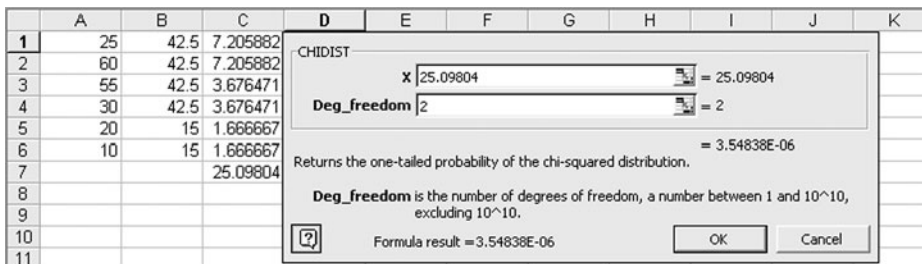 A B C D E F G H I J K
1 25 42.5 7.205882
2 60 42.5 7.205882
3 55 42.5 3.676471
4 30 42.5 3.676471
5 20 15 1.666667
6 10 15 1.666667
7 25.09804
8
9
10
11
CHIDIST
X 25.09804 = 25.09804
Deg_freedom 2 = 2
= 3.54838E-06
Returns the one-tailed probability of the chi-squared distribution.
Deg_freedom is the number of degrees of freedom, a number between 1 and 10^10,
excluding 10^10.
? Formula result =3.54838E-06 OK Cancel